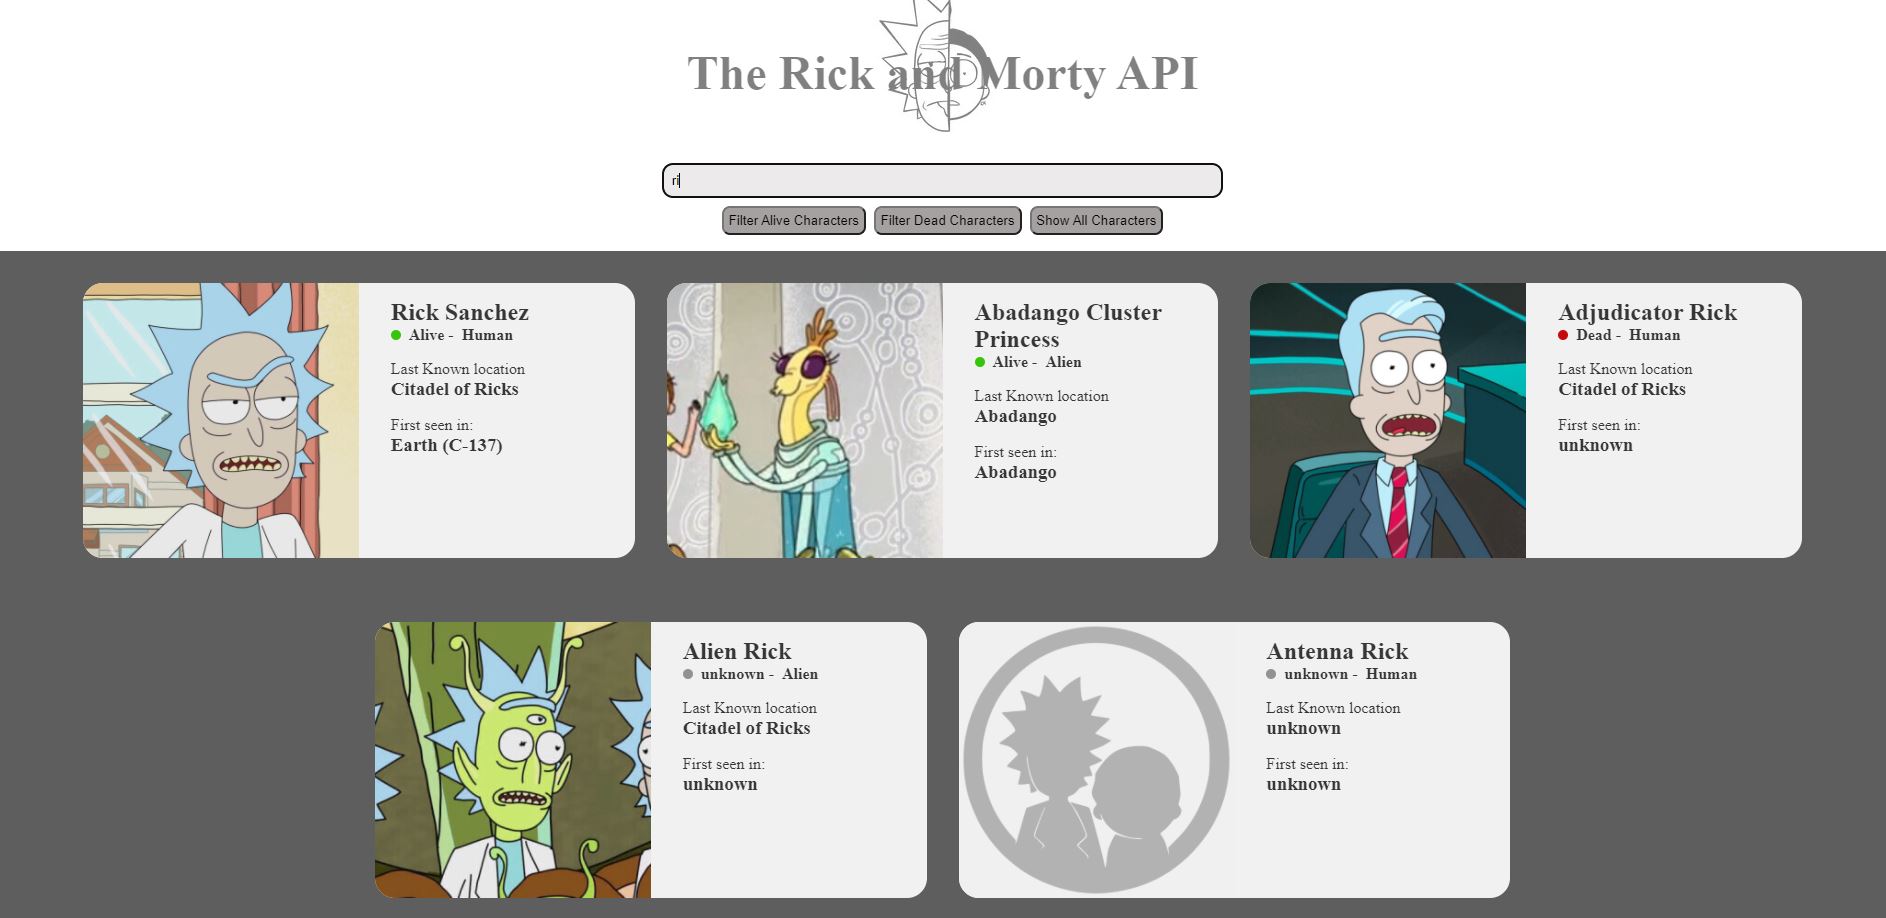 The Rick and Morty API
ri
Filter Alive Characters Filter Dead Characters Show All Characters
Rick Sanchez
Alive - Human
Last Known location
Citadel of Ricks
First seen in:
Earth (C-137)
Abadango Cluster
Princess
Alive - Alien
Last Known location
Abadango
First seen in:
Abadango
Adjudicator Rick
Dead - Human
Last Known location
Citadel of Ricks
First seen in:
unknown
Alien Rick
unknown - Alien
Last Known location
Citadel of Ricks
First seen in:
unknown
Antenna Rick
unknown - Human
Last Known location
unknown
First seen in:
unknown